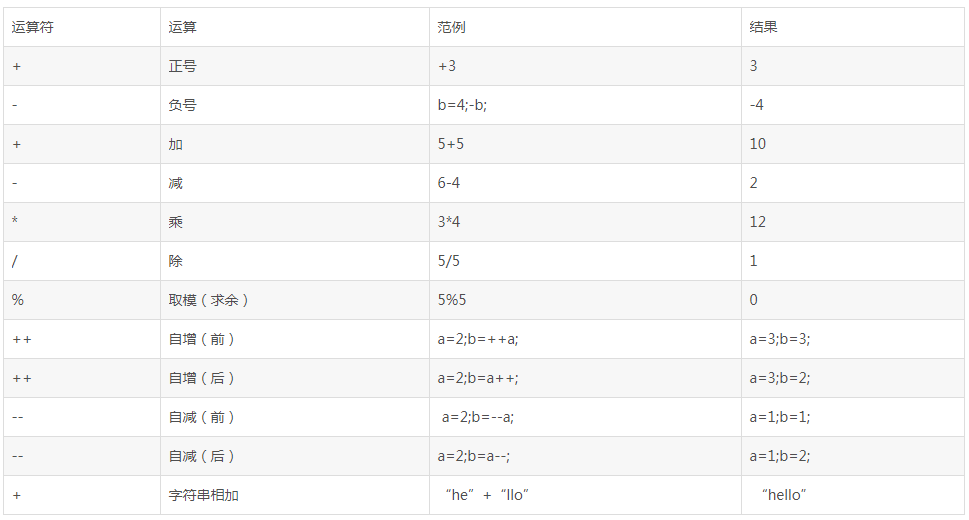 运算符 运算 范例 结果
+ 正号 +3 3
- 负号 b=4;-b; -4
+ 加 5+5 10
- 减 6-4 2
* 乘 3*4 12
/ 除 5/5 1
% 取模（求余） 5%5 0
++ 自增（前） a=2;b=++a; a=3;b=3;
++ 自增（后） a=2;b=a++; a=3;b=2;
-- 自减（前） a=2;b=--a; a=1;b=1;
-- 自减（后） a=2;b=a--; a=1;b=2;
+ 字符串相加 “he” + “llo” “hello”